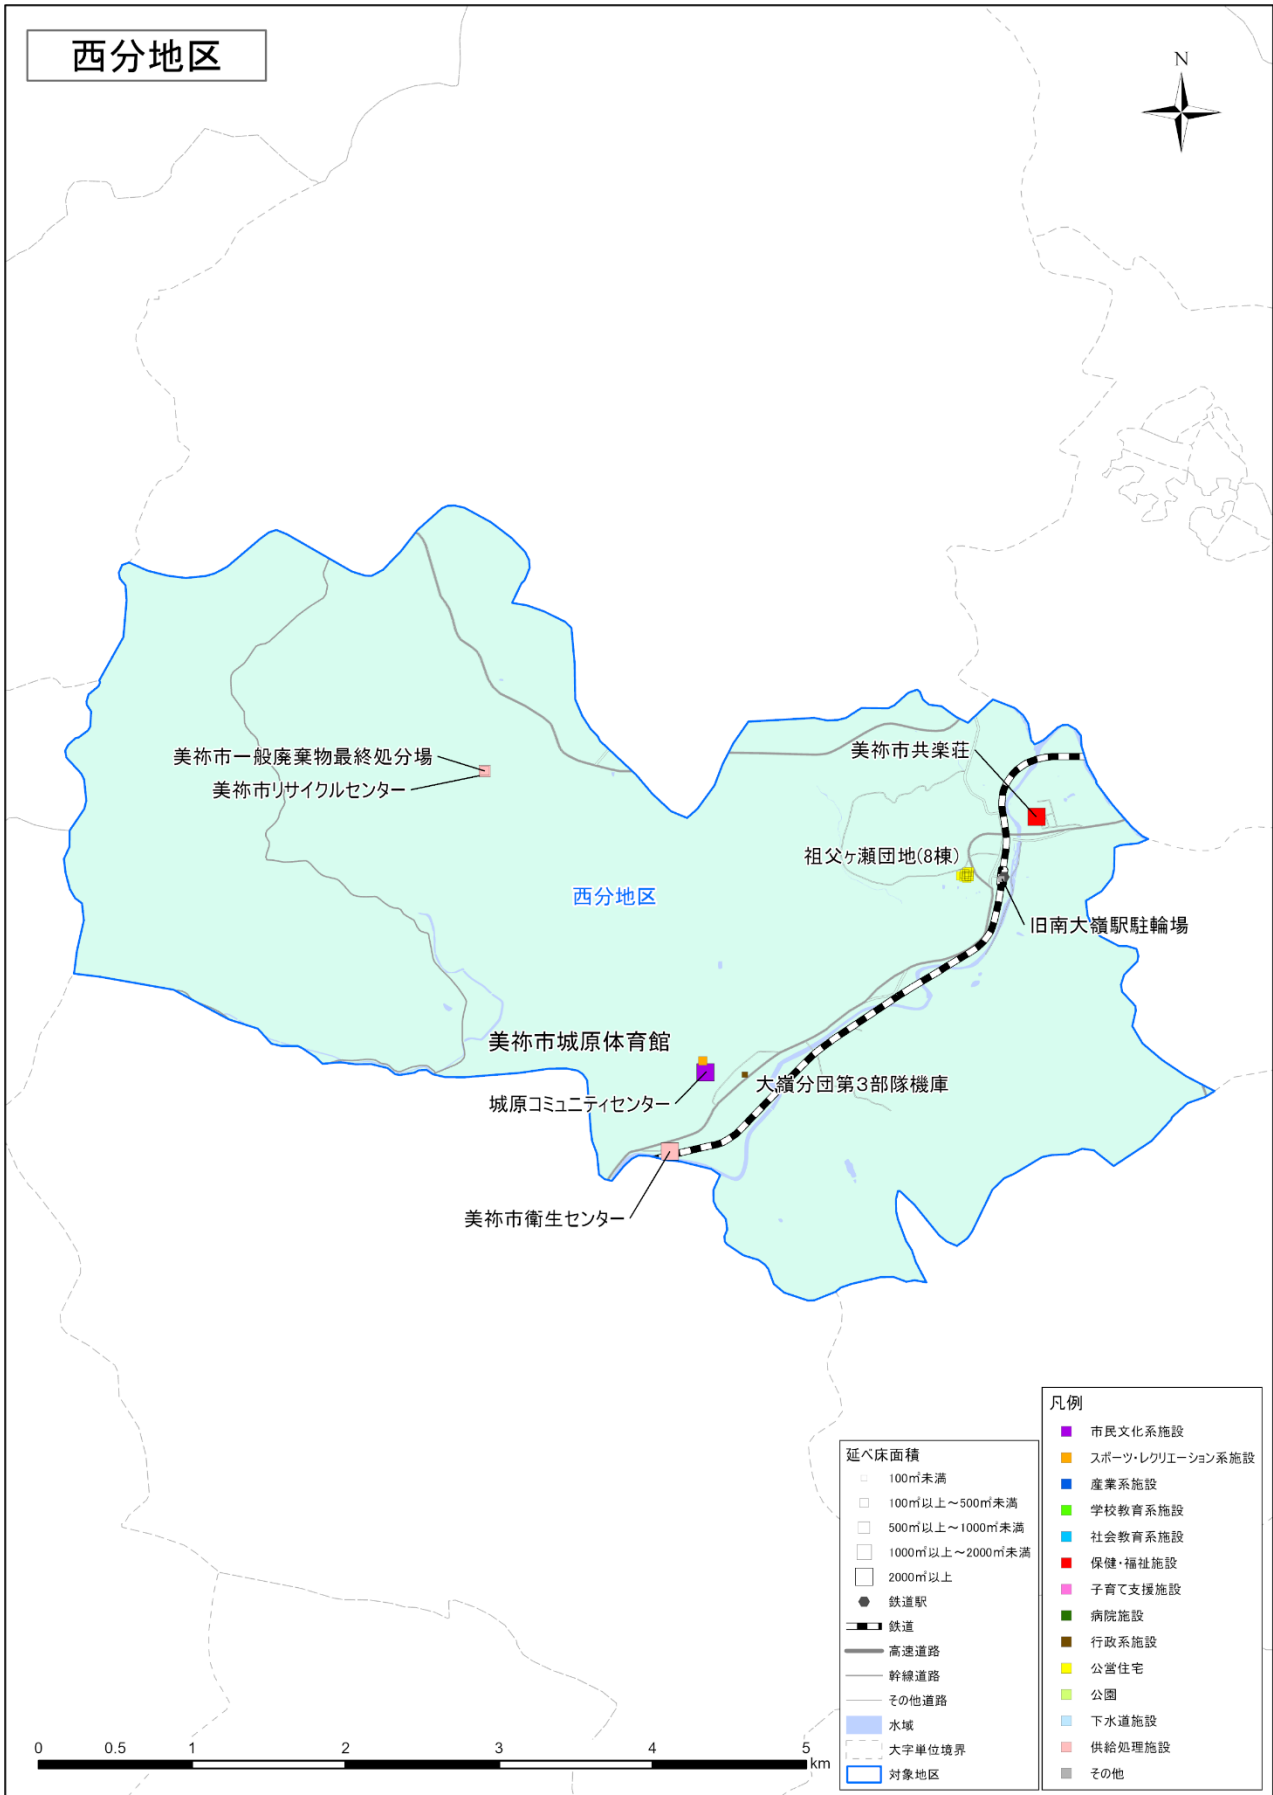 西分地区
N
美祢市一般廃棄物最終処分場
美祢市リサイクルセンター
美祢市共楽荘
祖父ヶ瀬団地(8棟)
西分地区
旧南大嶺駅駐輪場
美祢市城原体育館
大嶺分団第3部隊機庫
城原コミュニティセンター
美祢市衛生センター
延べ床面積
100㎡未満
100㎡以上～500㎡未満
500㎡以上～1000㎡未満
1000㎡以上～2000㎡未満
2000㎡以上
鉄道駅
鉄道
高速道路
幹線道路
その他道路
水域
大字単位境界
対象地区
凡例
市民文化系施設
スポーツ・レクリエーション系施設
産業系施設
学校教育系施設
社会教育系施設
保健・福祉施設
子育て支援施設
病院施設
行政系施設
公営住宅
公園
下水道施設
供給処理施設
その他
0 0.5 1 2 3 4 5 km